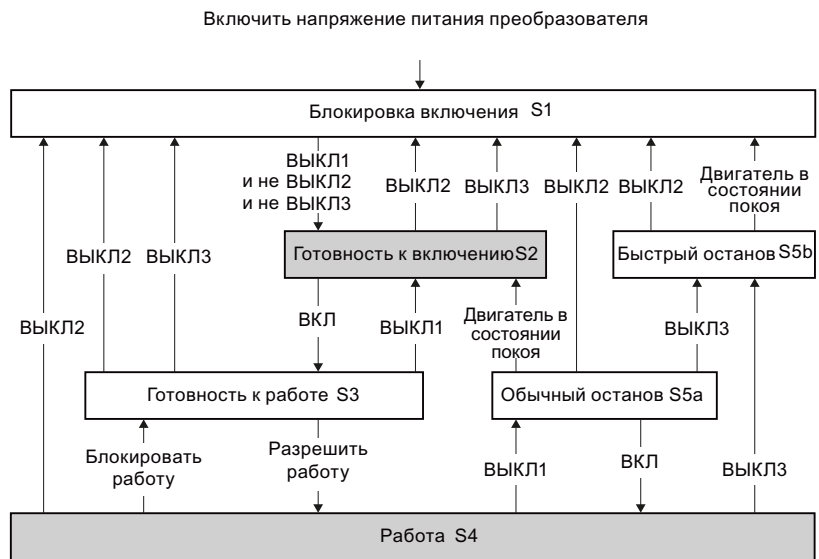 Включить напряжение питания преобразователя
Блокировка включения S1
ВЫКЛ1
и не ВЫКЛ2
и не ВЫКЛ3
ВЫКЛ2
ВЫКЛ3
ВЫКЛ2
ВЫКЛ2
Двигатель в
состоянии
покоя
ВЫКЛ2
ВЫКЛ3
Готовность к включениюS2
Быстрый останов S5b
ВЫКЛ2
ВКЛ
ВЫКЛ1
Двигатель в
состоянии
покоя
ВЫКЛ3
Готовность к работе S3
Обычный останов S5a
Блокировать
работу
Разрешить
работу
ВЫКЛ1
ВКЛ
ВЫКЛ3
Работа S4